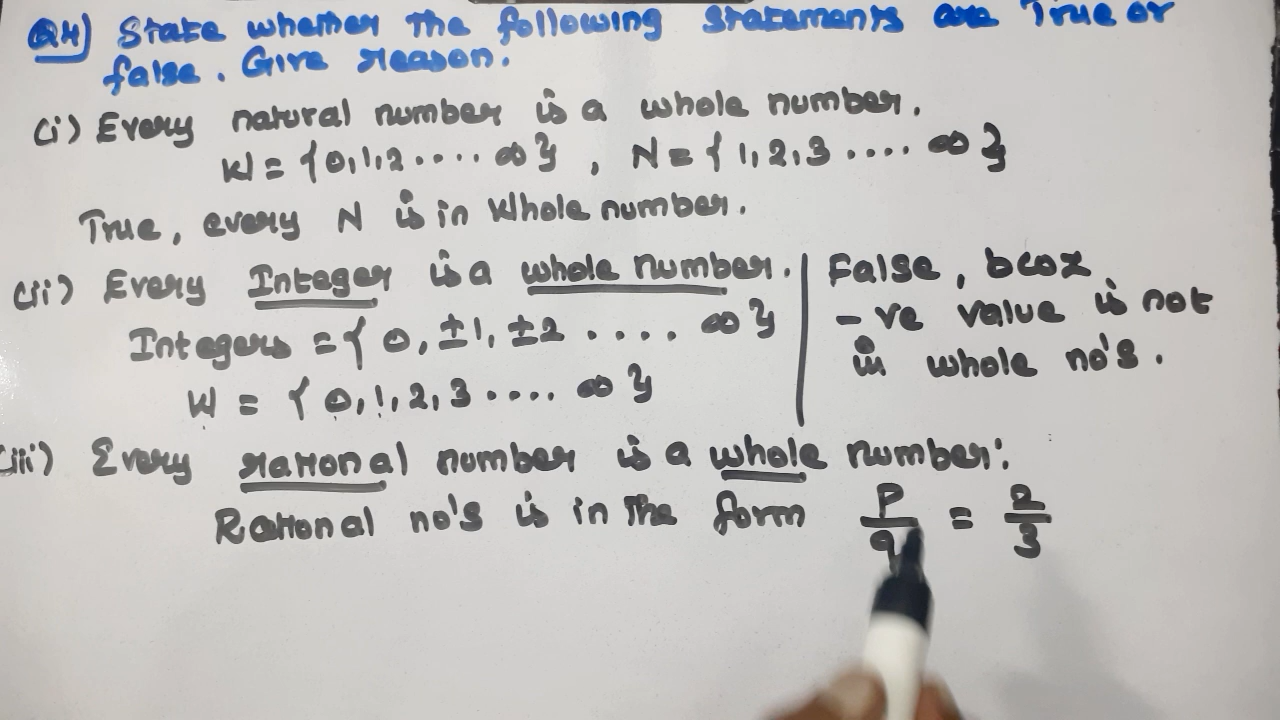 Q4) State whether the following statements are True or
false. Give reason.
(i) Every natural number is a whole number.
W = {0,1,2 .... ∞}, N = {1,2,3 .... ∞}
True, every N is in Whole number.
(ii) Every Integer is a whole number.
Integers = {0, ±1, ±2 .... ∞}
W = {0,1,2,3 .... ∞}
False, bcoz
-ve value is not
in whole no's.
(iii) Every rational number is a whole number.
Rational no's is in the form P/q = 2/3